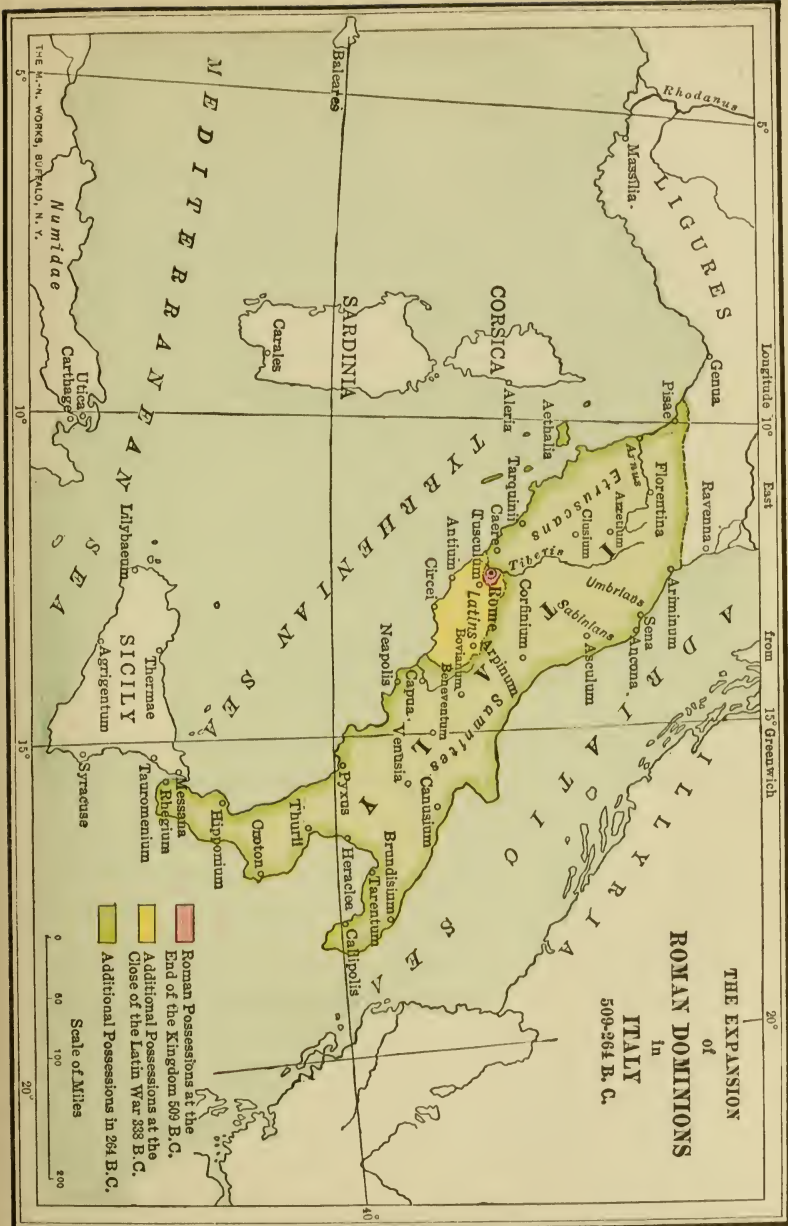 THE EXPANSION
of
ROMAN DOMINIONS
in
ITALY
509-264 B. C.
Longitude 10° East from 15° Greenwich
5°
20°
Rhodanus
Massilia
LIGURES
Genua
Pisae
Arnus
Florentina
Ravenna
Ariminum
Arretium
Etruscans
Clusium
Umbrians
Sena
Ancona
Sabinians
Asculum
ADRIATIC SEA
ILLYRIA
Baleares
CORSICA
Aleria
Aethalia
Tarquinii
Caere
Tiberis
Rome
Tusculum
Latins
Corfinium
Antium
Circei
Arpinum
Bovianum
Samnites
ITALY
Beneventum
Neapolis
Capua
Venusia
Canusium
SARDINIA
Carales
TYRRHENIAN SEA
Pyxus
Brundisium
Tarentum
Heraclea
Callipolis
Thurii
Croton
Hipponium
Messana
Rhegium
Tauromenium
Syracuse
MEDITERRANEAN SEA
Lilybaeum
Thermae
SICILY
Agrigentum
Utica
Carthage
Numidae
40°
5°
10°
15°
20°
Roman Possessions at the
End of the Kingdom 509 B.C.
Additional Possessions at the
Close of the Latin War 338 B.C.
Additional Possessions in 264 B.C.
Scale of Miles
0 50 100 200
THE M.-N. WORKS, BUFFALO, N. Y.